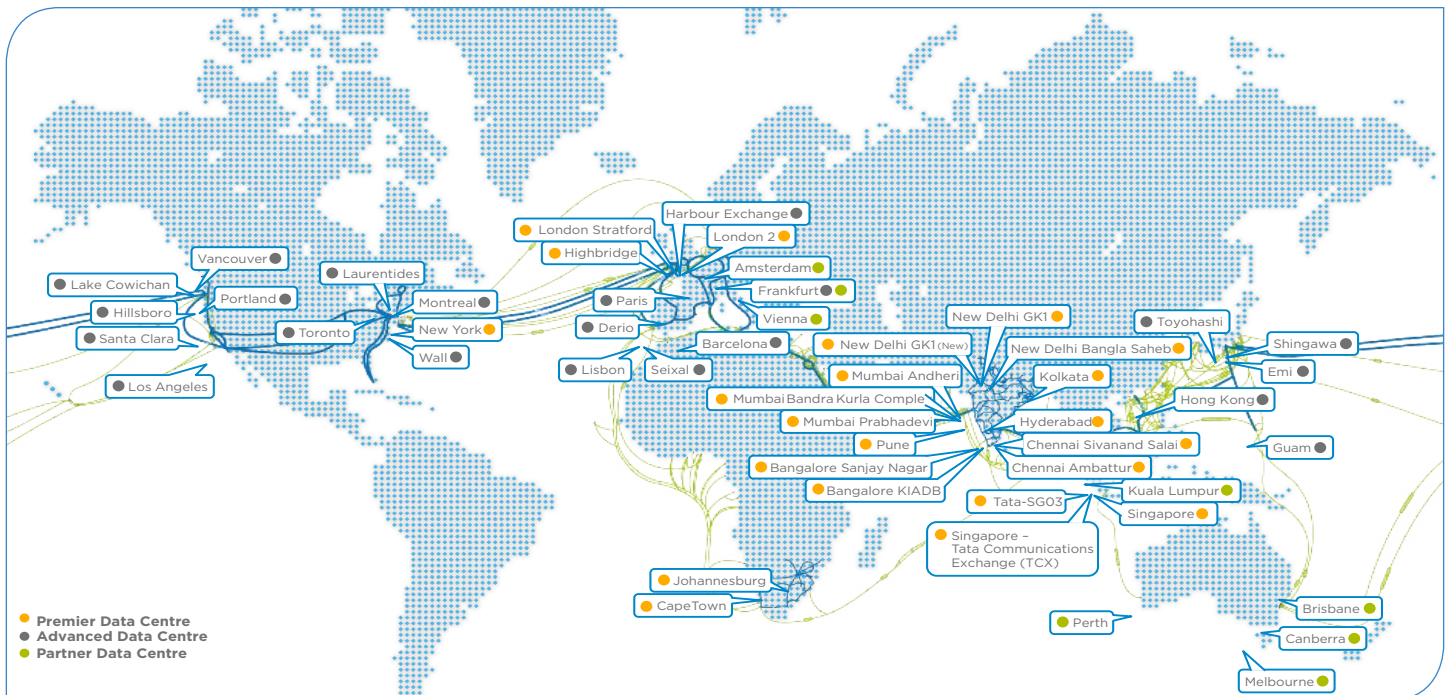 Harbour Exchange
London Stratford
London 2
Highbridge
Vancouver
Laurentides
Amsterdam
Lake Cowichan
Frankfurt
Portland
Montreal
Paris
Hillsboro
Vienna
New Delhi GK1
Toyohashi
Toronto
New York
Derio
Santa Clara
Barcelona
New Delhi GK1 (New)
New Delhi Bangla Saheb
Shingawa
Wall
Lisbon
Seixal
Mumbai Andheri
Kolkata
Emi
Los Angeles
Mumbai Bandra Kurla Comple
Hong Kong
Mumbai Prabhadevi
Hyderabad
Pune
Chennai Sivanand Salai
Guam
Bangalore Sanjay Nagar
Chennai Ambattur
Bangalore KIADB
Kuala Lumpur
Tata-SG03
Singapore
Singapore –
Tata Communications
Exchange (TCX)
Johannesburg
CapeTown
Brisbane
Perth
Canberra
Melbourne
Premier Data Centre
Advanced Data Centre
Partner Data Centre